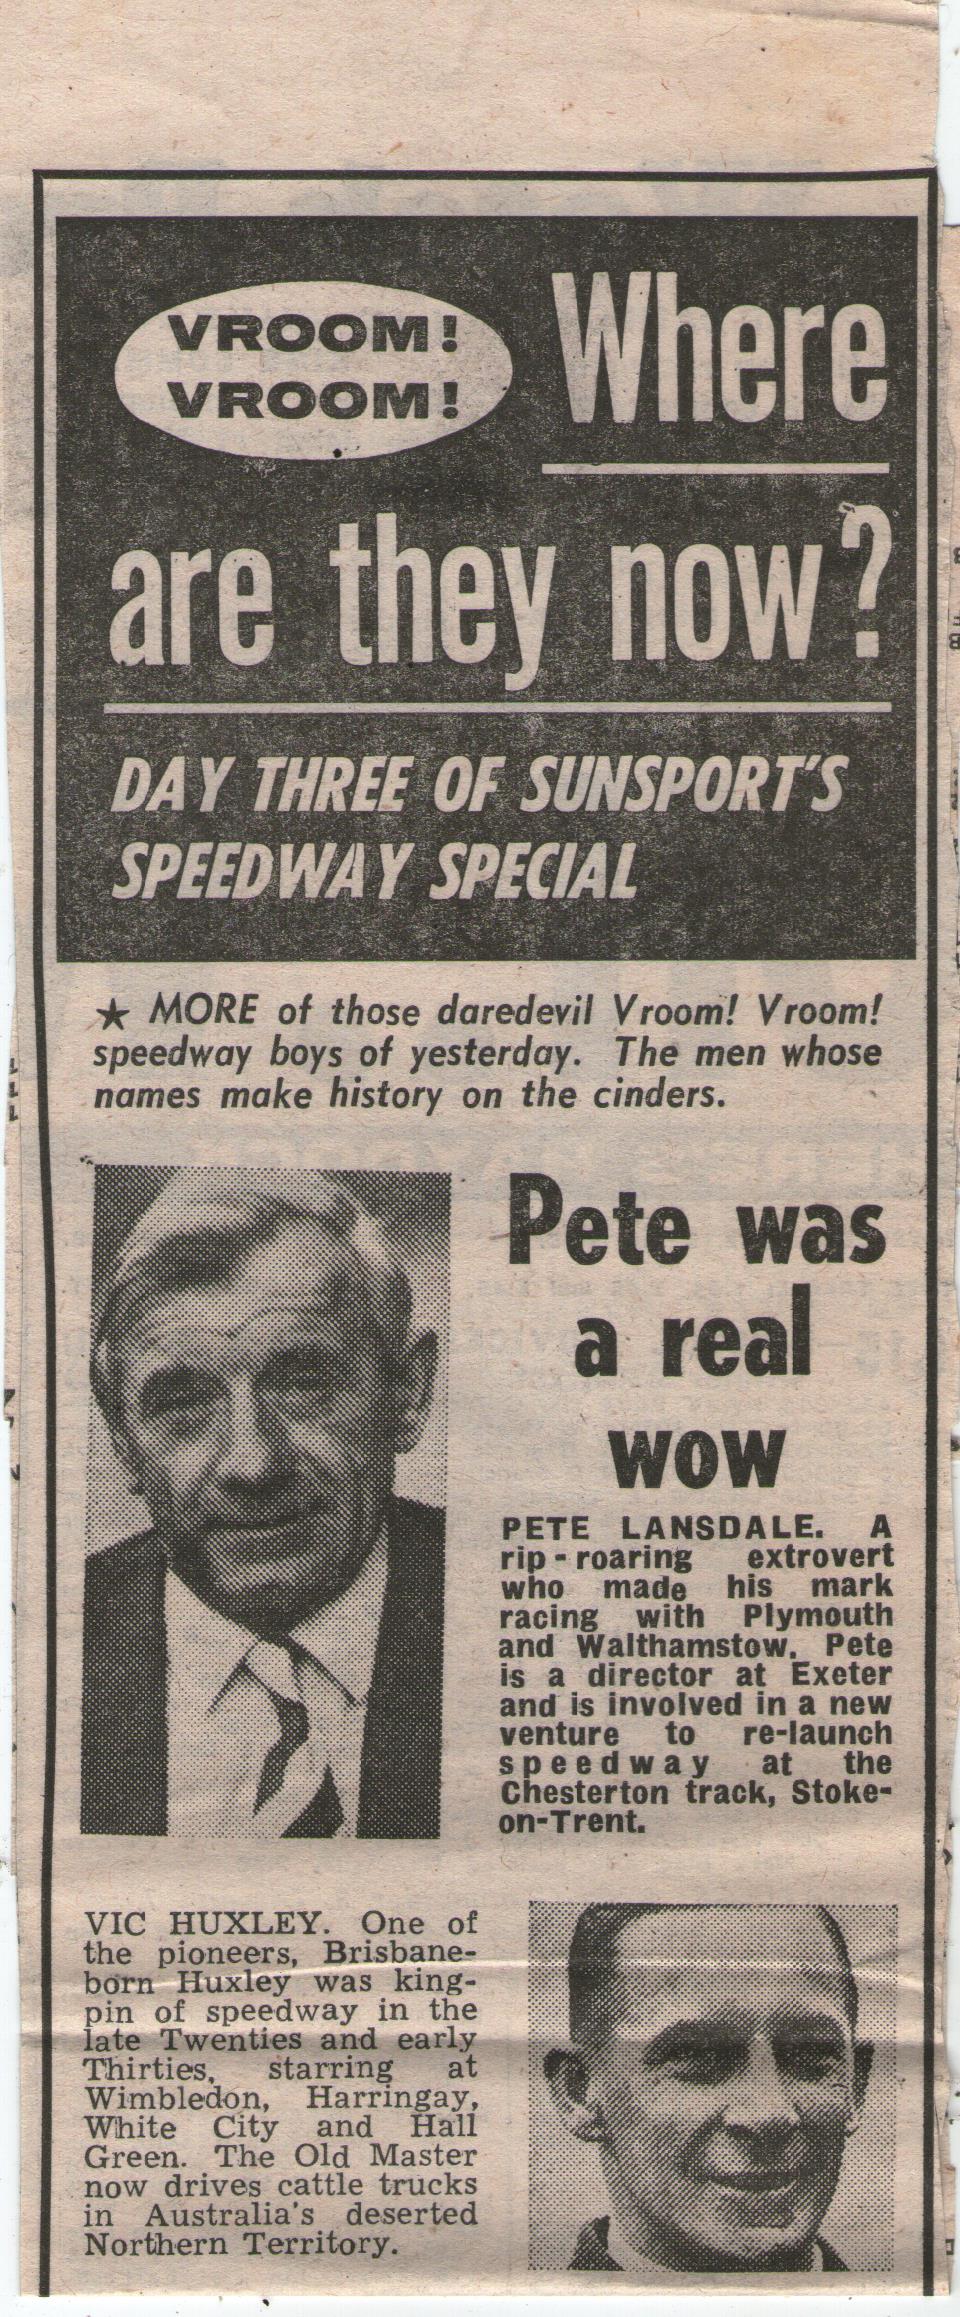 VROOM!
VROOM!
Where
are they now?
DAY THREE OF SUNSPORT'S
SPEEDWAY SPECIAL
★ MORE of those daredevil Vroom! Vroom!
speedway boys of yesterday. The men whose
names make history on the cinders.
Pete was
a real
wow
PETE LANSDALE. A
rip-roaring extrovert
who made his mark
racing with Plymouth
and Walthamstow. Pete
is a director at Exeter
and is involved in a new
venture to re-launch
speedway at the
Chesterton track, Stoke-
on-Trent.
VIC HUXLEY. One of
the pioneers, Brisbane-
born Huxley was king-
pin of speedway in the
late Twenties and early
Thirties, starring at
Wimbledon, Harringay,
White City and Hall
Green. The Old Master
now drives cattle trucks
in Australia's deserted
Northern Territory.